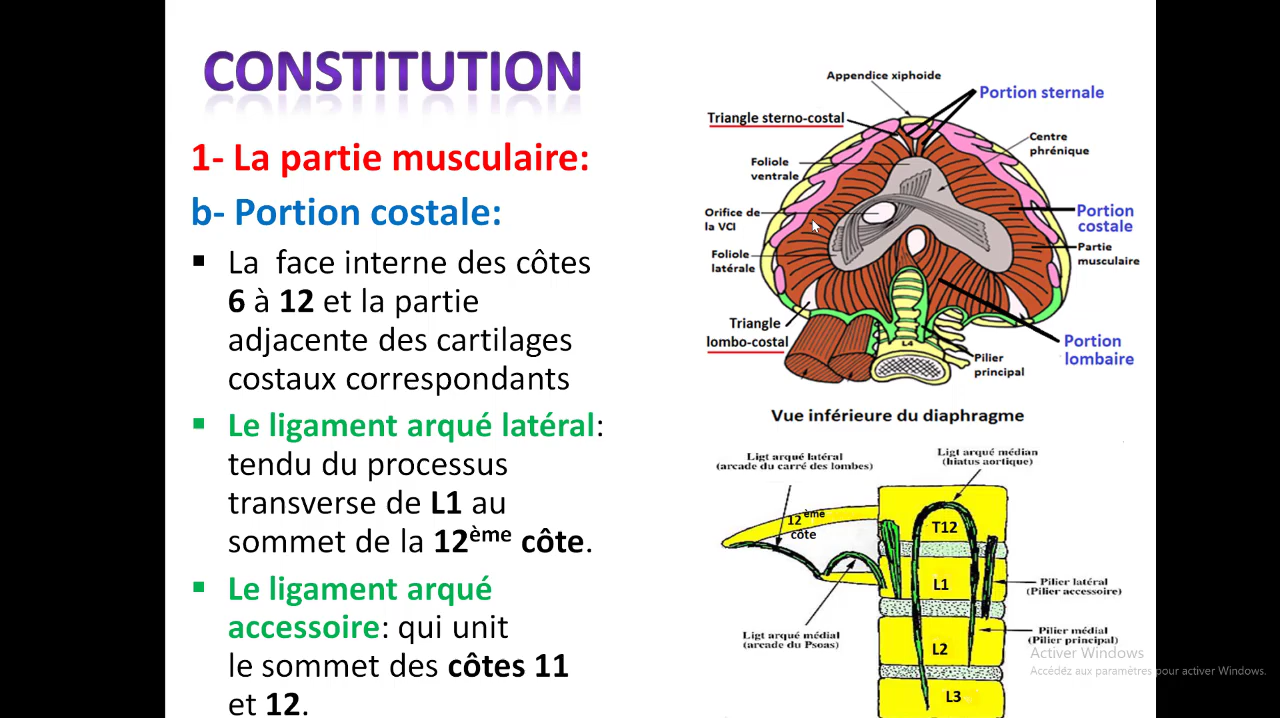 CONSTITUTION
1- La partie musculaire:
b- Portion costale:
▪ La face interne des côtes
6 à 12 et la partie
adjacente des cartilages
costaux correspondants
▪ Le ligament arqué latéral:
tendu du processus
transverse de L1 au
sommet de la 12ème côte.
▪ Le ligament arqué
accessoire: qui unit
le sommet des côtes 11
et 12.
Appendice xiphoide
Portion sternale
Triangle sterno-costal
Centre
phrénique
Foliole
ventrale
Orifice de
la VCI
Portion
costale
Foliole
latérale
Partie
musculaire
Triangle
lombo-costal
L4
Portion
lombaire
Pilier
principal
Vue inférieure du diaphragme
Ligt arqué latéral
(arcade du carré des lombes)
Ligt arqué médian
(hiatus aortique)
12ème
côte
T12
L1
Pilier latéral
(Pilier accessoire)
Ligt arqué médial
(arcade du Psoas)
Pilier médial
(Pilier principal)
L2
L3
Activer Windows
Accédez aux paramètres pour activer Windows.